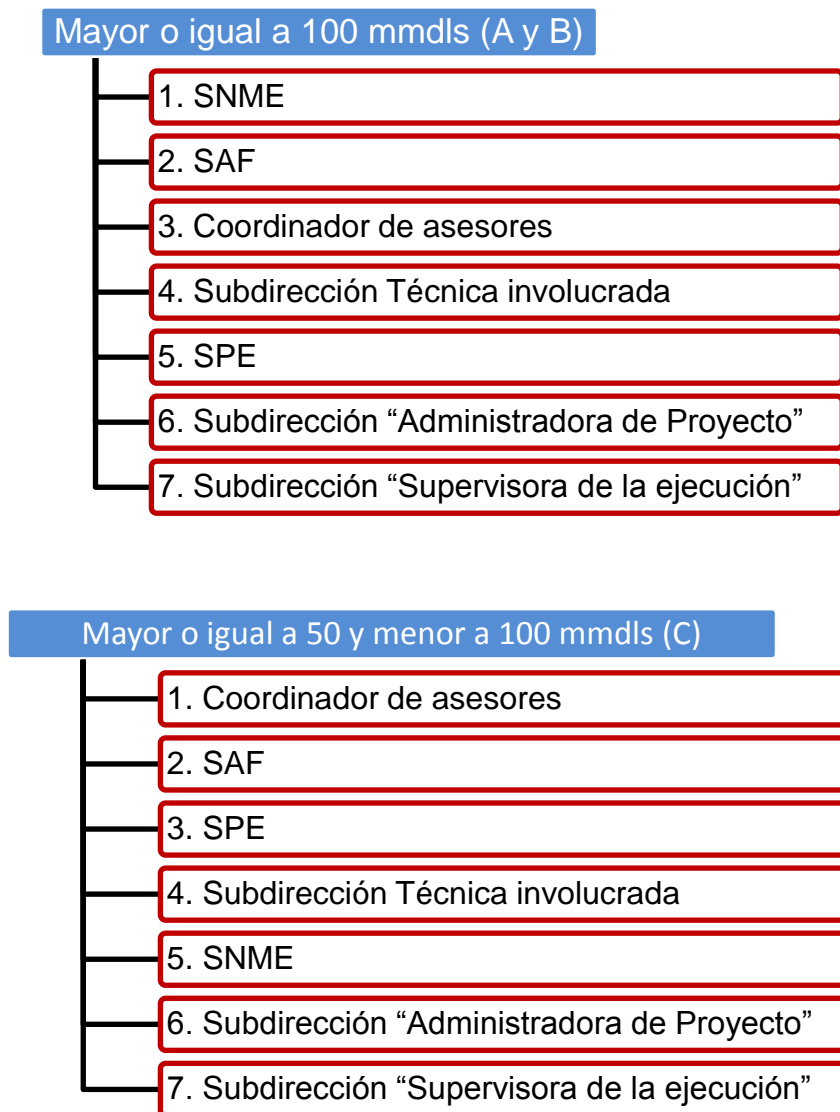 Mayor o igual a 100 mmdls (A y B)
1. SNME
2. SAF
3. Coordinador de asesores
4. Subdirección Técnica involucrada
5. SPE
6. Subdirección “Administradora de Proyecto”
7. Subdirección “Supervisora de la ejecución”
Mayor o igual a 50 y menor a 100 mmdls (C)
1. Coordinador de asesores
2. SAF
3. SPE
4. Subdirección Técnica involucrada
5. SNME
6. Subdirección “Administradora de Proyecto”
7. Subdirección “Supervisora de la ejecución”